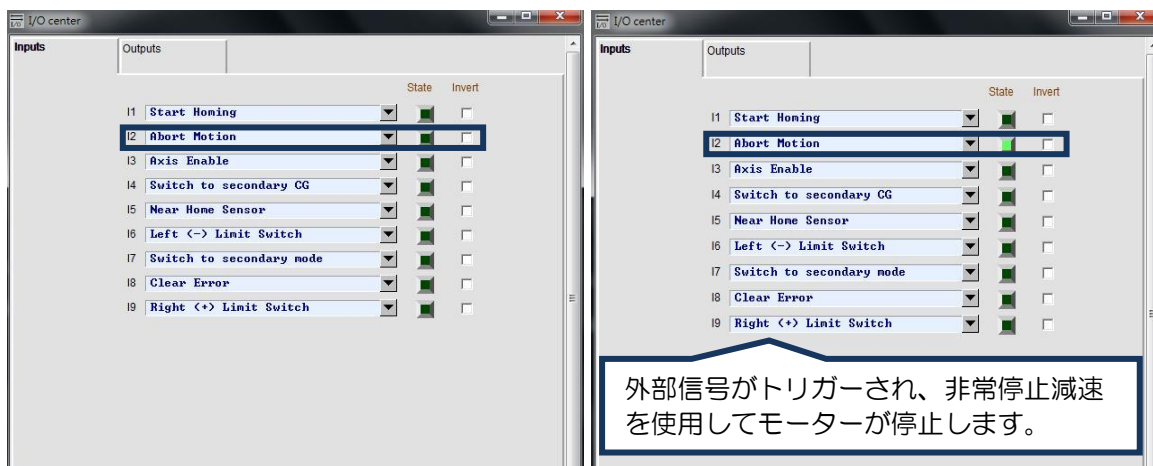 I/O center
Inputs
Outputs
State Invert
I1 Start Homing
I2 Abort Motion
I3 Axis Enable
I4 Switch to secondary CG
I5 Near Home Sensor
I6 Left (-) Limit Switch
I7 Switch to secondary mode
I8 Clear Error
I9 Right (+) Limit Switch
I/O center
Inputs
Outputs
State Invert
I1 Start Homing
I2 Abort Motion
I3 Axis Enable
I4 Switch to secondary CG
I5 Near Home Sensor
I6 Left (-) Limit Switch
I7 Switch to secondary mode
I8 Clear Error
I9 Right (+) Limit Switch
外部信号がトリガーされ、非常停止減速
を使用してモーターが停止します。